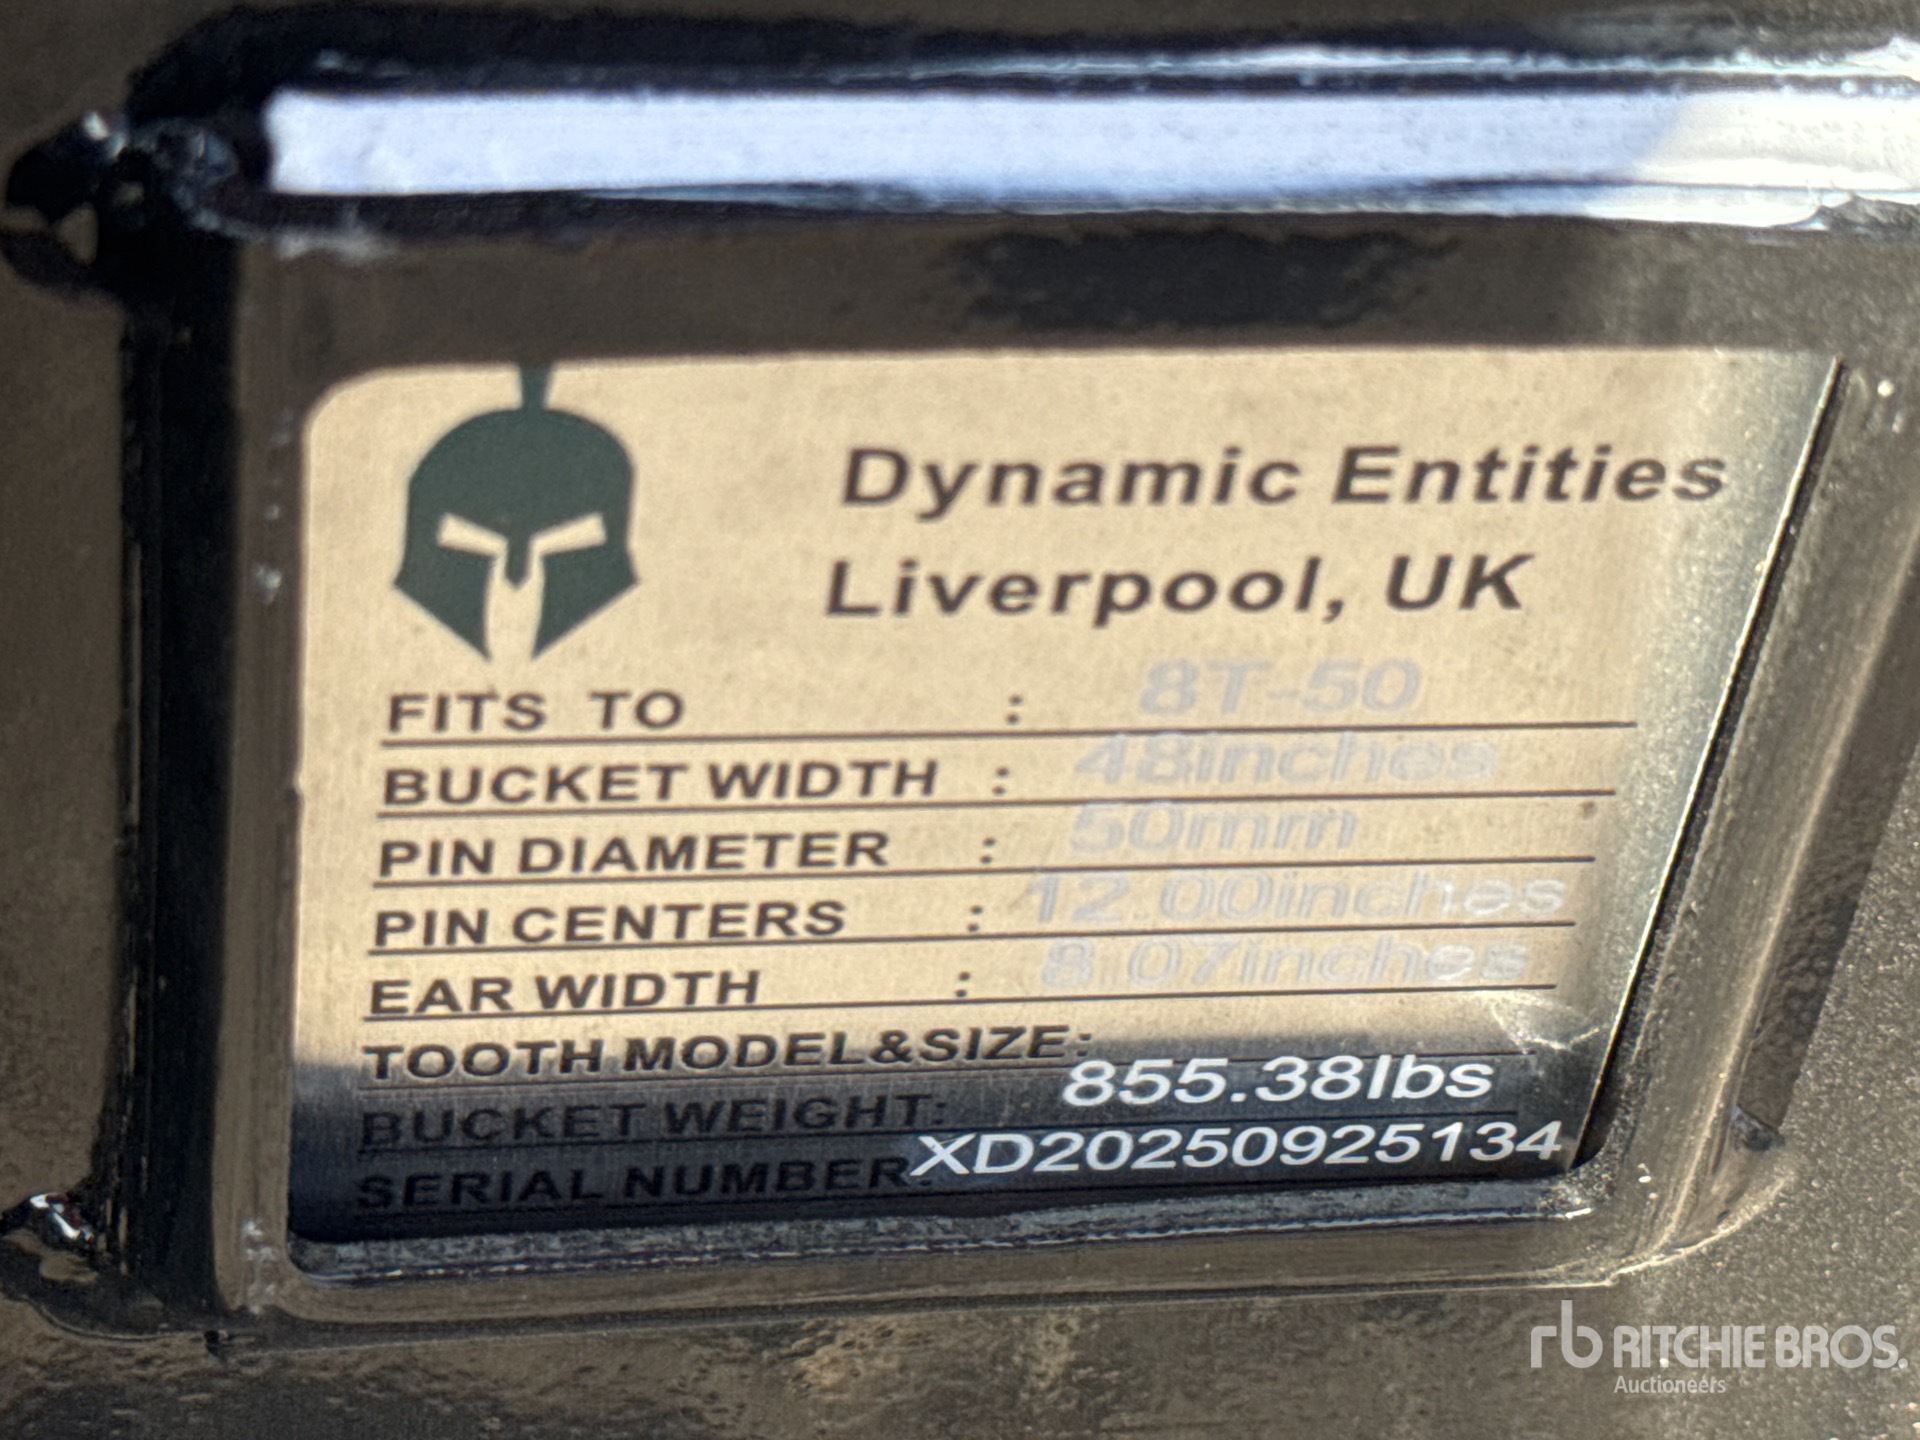 Dynamic Entities
Liverpool, UK
FITS TO : 8T-50
BUCKET WIDTH : 48inches
PIN DIAMETER : 50mm
PIN CENTERS : 12.00inches
EAR WIDTH : 8.07inches
TOOTH MODEL&SIZE:
BUCKET WEIGHT: 855.38lbs
SERIAL NUMBER: XD20250925134
rb RITCHIE BROS.
Auctioneers